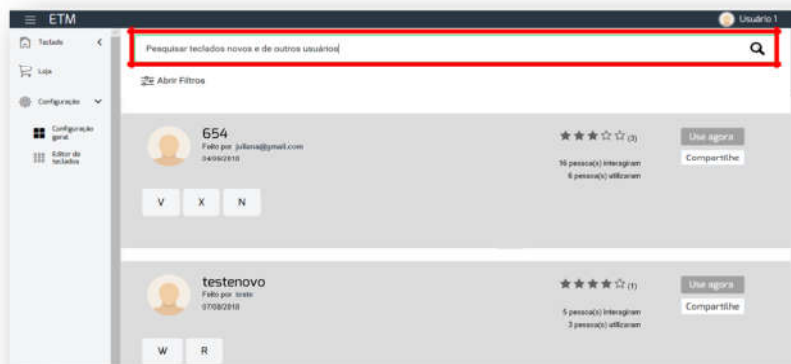 ETM
Usuário 1
Teclado
Loja
Configuração
Configuração
geral
Editor de
teclados
Pesquisar teclados novos e de outros usuários
Abrir Filtros
654
Feito por juliana@gmail.com
04/09/2018
V X N
(3)
16 pessoa(s) interagiram
6 pessoa(s) utilizaram
Use agora
Compartilhe
testenovo
Feito por teste
07/08/2018
W R
(1)
5 pessoa(s) interagiram
3 pessoa(s) utilizaram
Use agora
Compartilhe